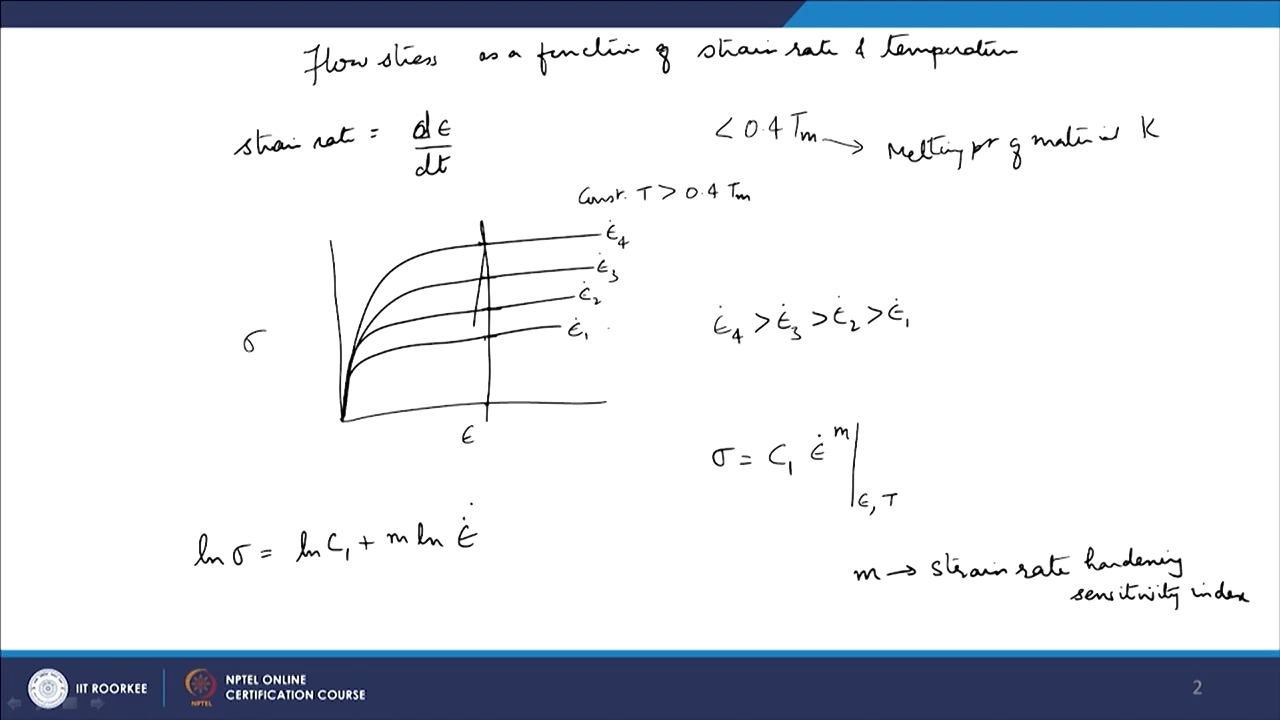 Flow stress as a function of strain rate & temperature
strain rate = dϵ/dt
< 0.4 Tm → Melting pt of material K
Const. T > 0.4 Tm
ϵ̇4
ϵ̇3
ϵ̇2
ϵ̇1
σ
ϵ
ϵ̇4 > ϵ̇3 > ϵ̇2 > ϵ̇1
σ = C1 ϵ̇^m |ϵ, T
ln σ = ln C1 + m ln ϵ̇
m → strain rate hardening
sensitivity index
IIT ROORKEE
NPTEL
NPTEL ONLINE
CERTIFICATION COURSE
2